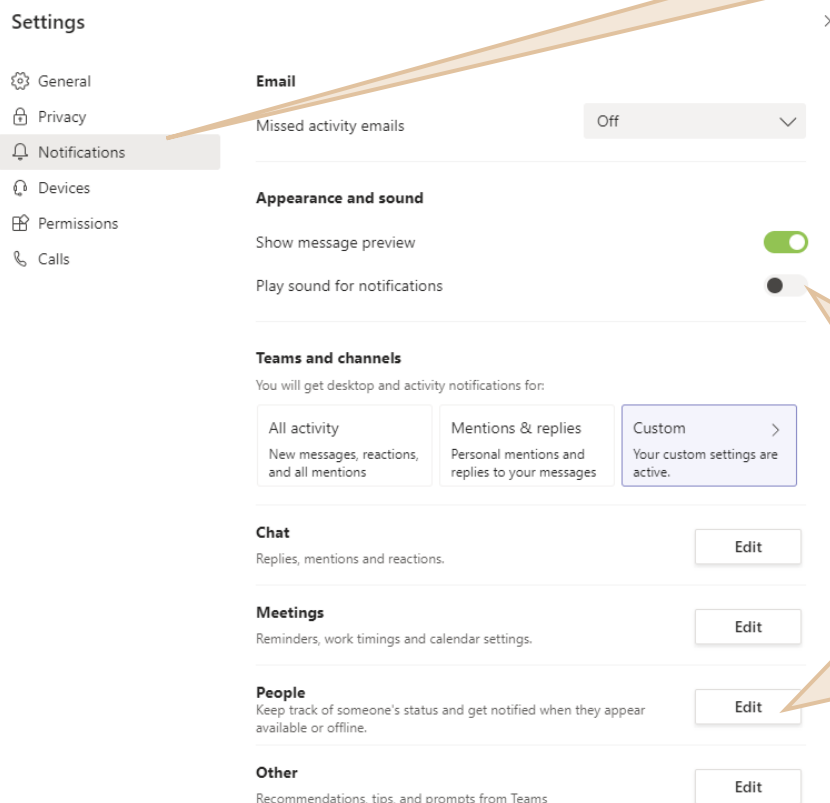 Settings
General
Privacy
Notifications
Devices
Permissions
Calls
Email
Missed activity emails
Off
Appearance and sound
Show message preview
Play sound for notifications
Teams and channels
You will get desktop and activity notifications for:
All activity
New messages, reactions,
and all mentions
Mentions & replies
Personal mentions and
replies to your messages
Custom
Your custom settings are
active.
Chat
Replies, mentions and reactions.
Edit
Meetings
Reminders, work timings and calendar settings.
Edit
People
Keep track of someone's status and get notified when they appear
available or offline.
Edit
Other
Recommendations, tips, and prompts from Teams
Edit